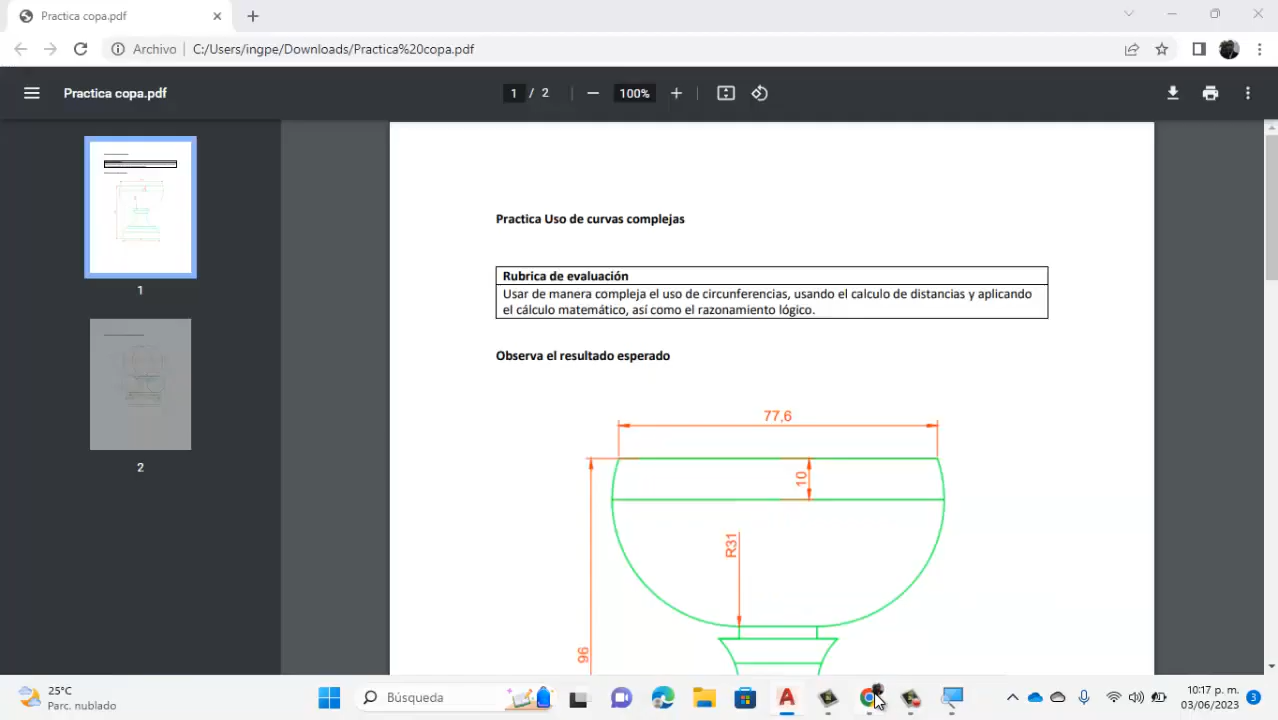 Practica copa.pdf
Archivo | C:/Users/ingpe/Downloads/Practica%20copa.pdf
Practica copa.pdf
1 / 2
100%
1
2
Practica Uso de curvas complejas
Rubrica de evaluación
Usar de manera compleja el uso de circunferencias, usando el calculo de distancias y aplicando
el cálculo matemático, así como el razonamiento lógico.
Observa el resultado esperado
77,6
10
R31
96
25°C
Parc. nublado
Búsqueda
10:17 p. m.
03/06/2023
3